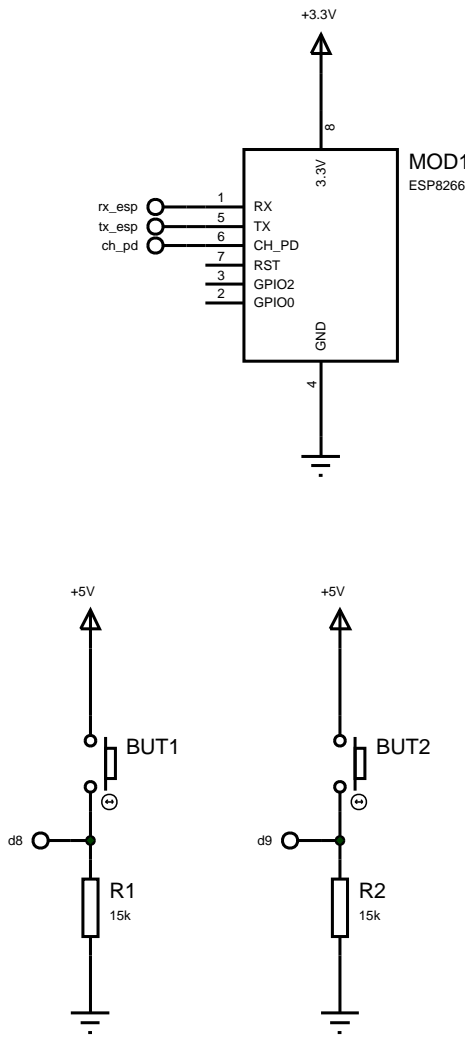 +3.3V
8
3.3V
MOD1
ESP8266
rx_esp 1 RX
tx_esp 5 TX
ch_pd 6 CH_PD
7 RST
3 GPIO2
2 GPIO0
GND
4
+5V +5V
BUT1 BUT2
d8 d9
R1 R2
15k 15k